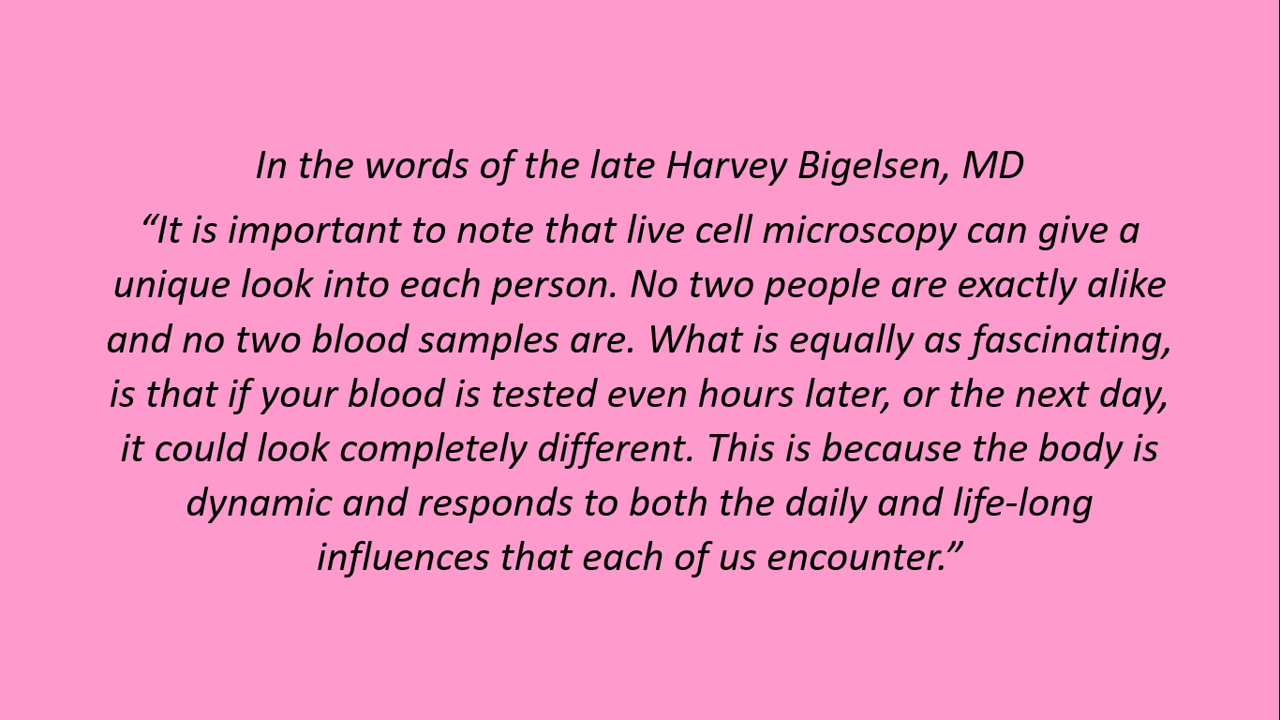 In the words of the late Harvey Bigelsen, MD
“It is important to note that live cell microscopy can give a
unique look into each person. No two people are exactly alike
and no two blood samples are. What is equally as fascinating,
is that if your blood is tested even hours later, or the next day,
it could look completely different. This is because the body is
dynamic and responds to both the daily and life-long
influences that each of us encounter.”